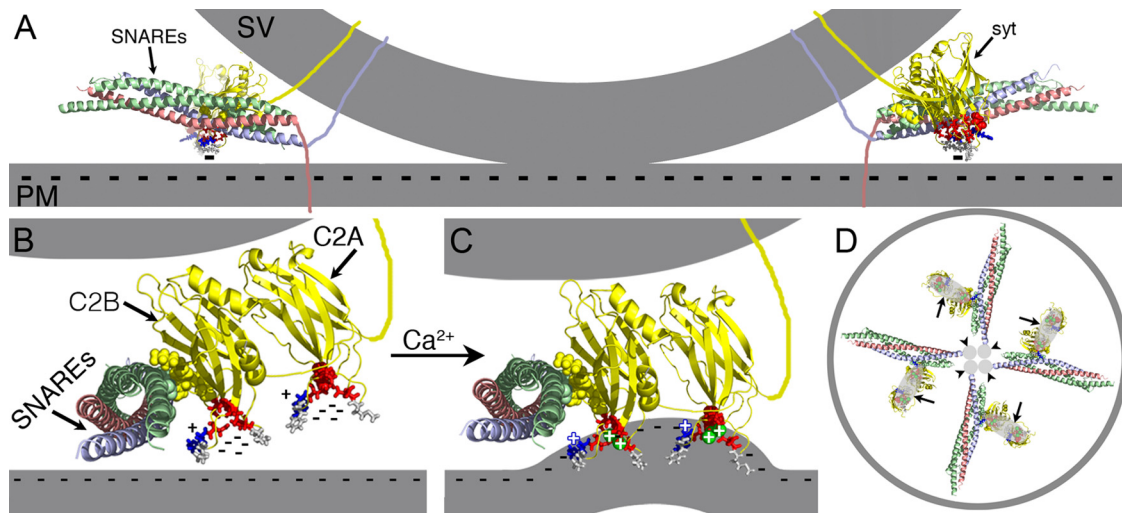 A
SNAREs
SV
syt
PM
B
C2A
C2B
SNAREs
Ca²⁺
C
D